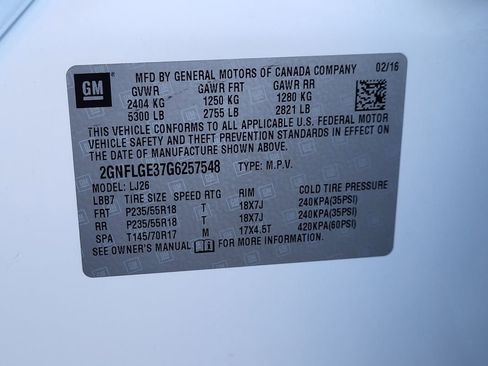 GM
MFD BY GENERAL MOTORS OF CANADA COMPANY 02/16
GVWR GAWR FRT GAWR RR
2404 KG 1250 KG 1280 KG
5300 LB 2755 LB 2821 LB
THIS VEHICLE CONFORMS TO ALL APPLICABLE U.S. FEDERAL MOTOR
VEHICLE SAFETY AND THEFT PREVENTION STANDARDS IN EFFECT ON
THE DATE OF MANUFACTURE SHOWN ABOVE.
2GNFLGE37G6257548 TYPE: M.P.V.
MODEL: LJ26
LBB7 TIRE SIZE SPEED RTG RIM COLD TIRE PRESSURE
FRT P235/55R18 T 18X7J 240KPA(35PSI)
RR P235/55R18 T 18X7J 240KPA(35PSI)
SPA T145/70R17 M 17X4.5T 420KPA(60PSI)
SEE OWNER'S MANUAL FOR MORE INFORMATION.